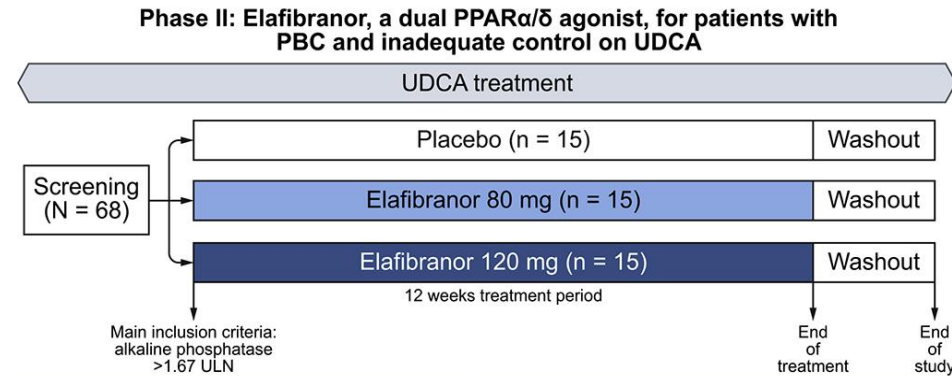 Phase II: Elafibranor, a dual PPARα/δ agonist, for patients with
PBC and inadequate control on UDCA
UDCA treatment
Placebo (n = 15)
Washout
Screening
(N = 68)
Elafibranor 80 mg (n = 15)
Washout
Elafibranor 120 mg (n = 15)
Washout
12 weeks treatment period
Main inclusion criteria:
alkaline phosphatase
>1.67 ULN
End
of
treatment
End
of
study